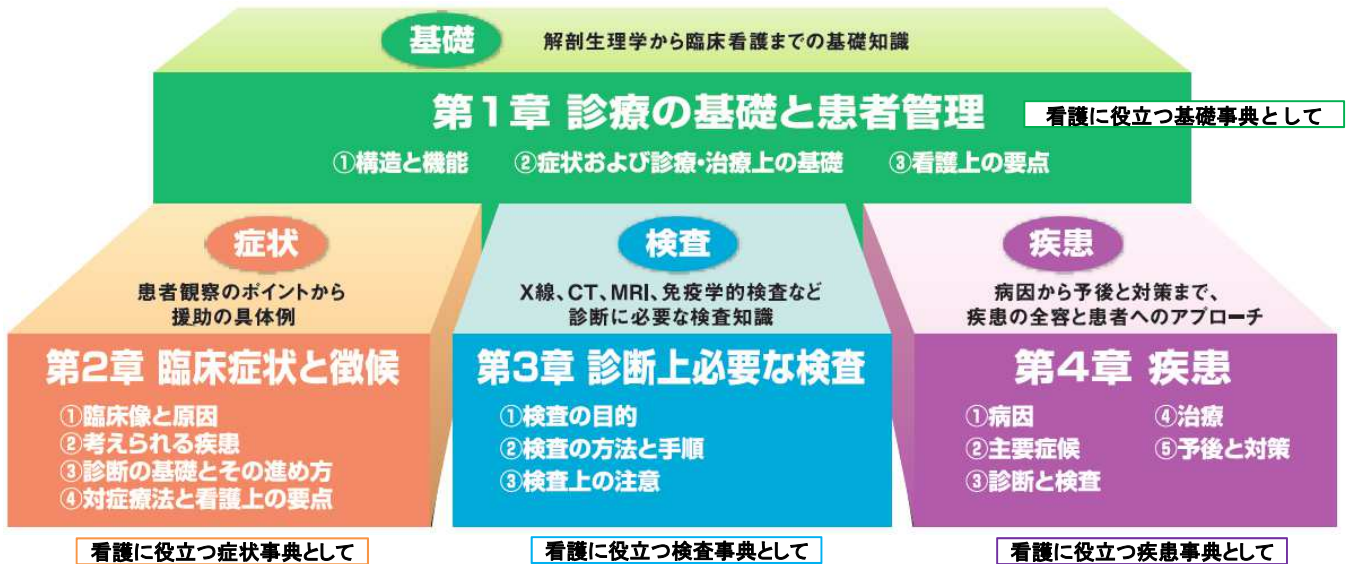 基礎
解剖生理学から臨床看護までの基礎知識
第1章 診療の基礎と患者管理
看護に役立つ基礎事典として
①構造と機能 ②症状および診療・治療上の基礎 ③看護上の要点
症状
患者観察のポイントから
援助の具体例
第2章 臨床症状と徴候
①臨床像と原因
②考えられる疾患
③診断の基礎とその進め方
④対症療法と看護上の要点
看護に役立つ症状事典として
検査
X線、CT、MRI、免疫学的検査など
診断に必要な検査知識
第3章 診断上必要な検査
①検査の目的
②検査の方法と手順
③検査上の注意
看護に役立つ検査事典として
疾患
病因から予後と対策まで、
疾患の全容と患者へのアプローチ
第4章 疾患
①病因
②主要症候
③診断と検査
④治療
⑤予後と対策
看護に役立つ疾患事典として